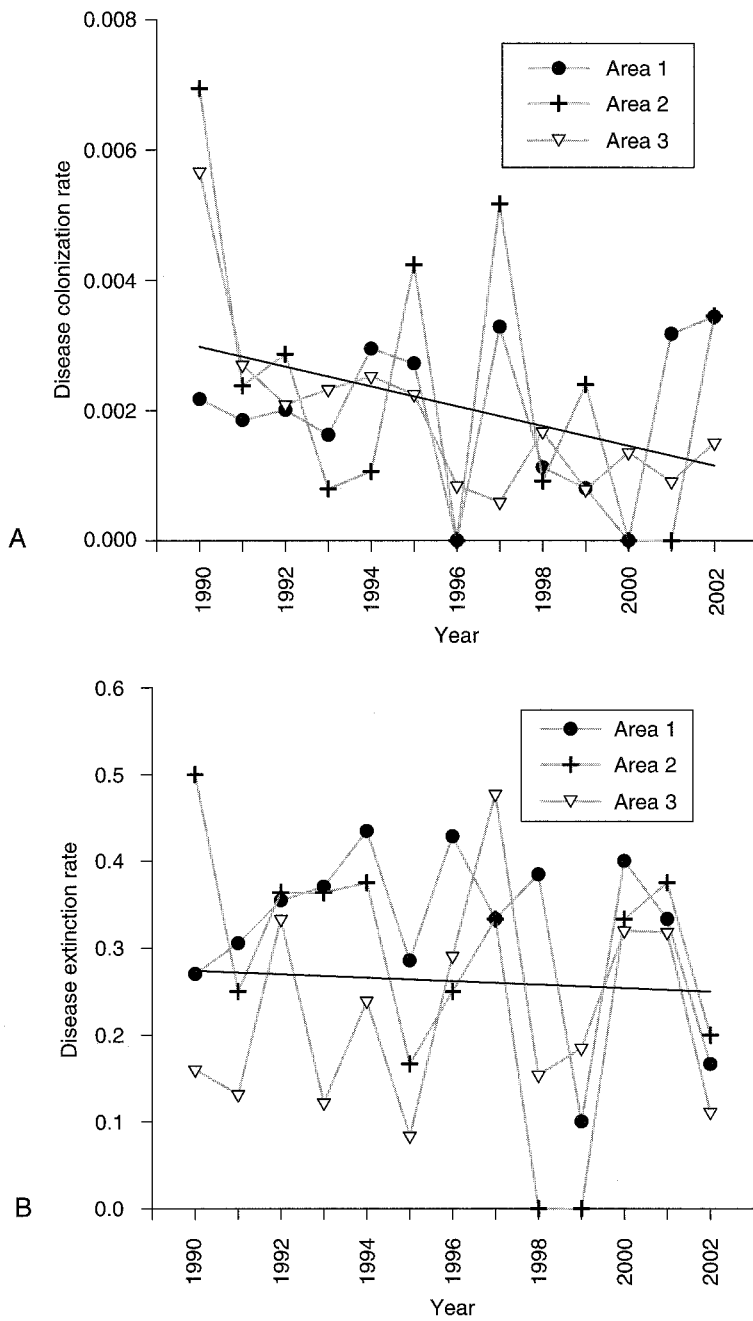 0.008
0.006
0.004
0.002
0.000
Disease colonization rate
Area 1
Area 2
Area 3
A
1990
1992
1994
1996
1998
2000
2002
Year
0.6
0.5
0.4
0.3
0.2
0.1
0.0
Disease extinction rate
Area 1
Area 2
Area 3
B
1990
1992
1994
1996
1998
2000
2002
Year